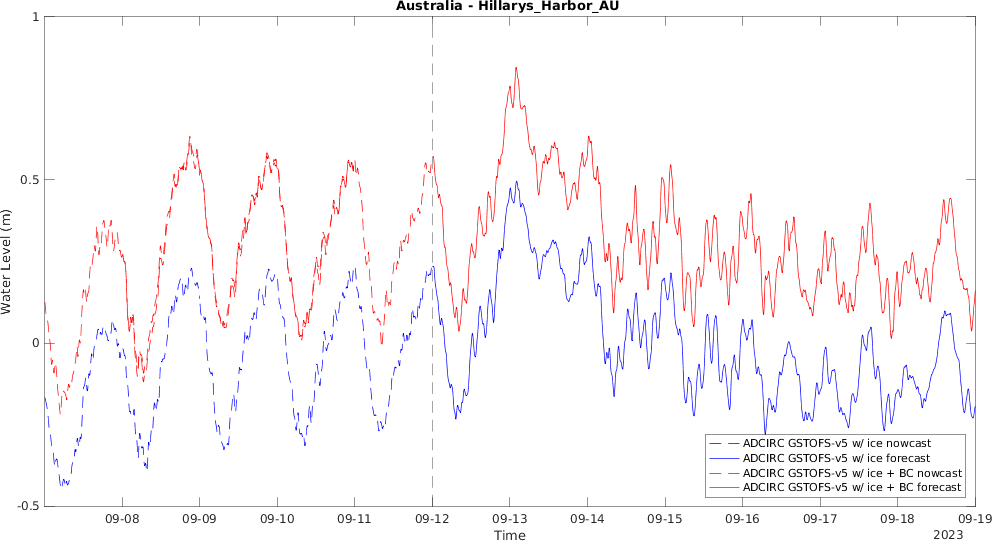 Australia - Hillarys_Harbor_AU
1
0.5
0
-0.5
Water Level (m)
ADCIRC GSTOFS-v5 w/ ice nowcast
ADCIRC GSTOFS-v5 w/ ice forecast
ADCIRC GSTOFS-v5 w/ ice + BC nowcast
ADCIRC GSTOFS-v5 w/ ice + BC forecast
09-08 09-09 09-10 09-11 09-12 09-13 09-14 09-15 09-16 09-17 09-18 09-19
Time
2023